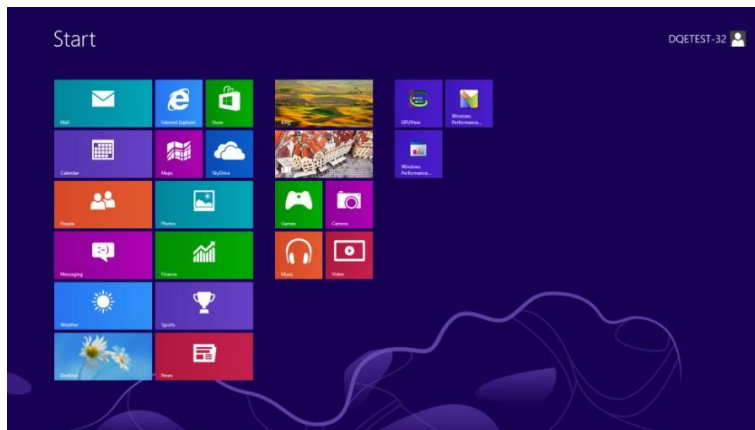 Start
DQETEST-32
Mail
Internet Explorer
Store
Bing
GPUView
Windows
Performance...
Calendar
Maps
SkyDrive
Windows
Performance...
People
Photos
Games
Camera
Messaging
Finance
Music
Video
Weather
Sports
Desktop
News